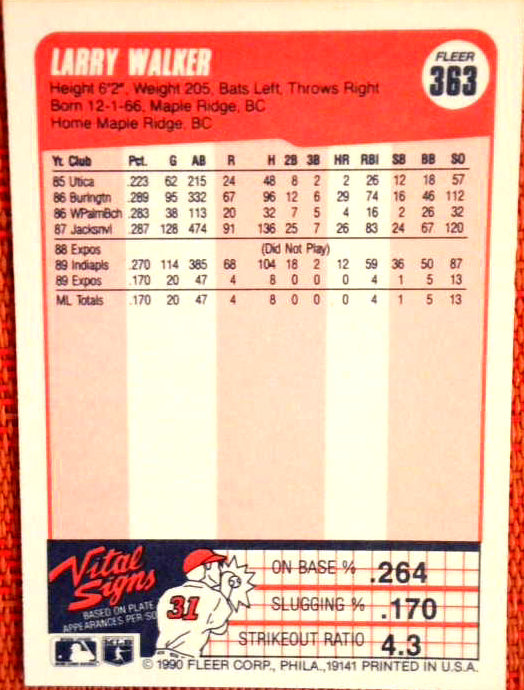 LARRY WALKER
FLEER
363
Height 6'2", Weight 205, Bats Left, Throws Right
Born 12-1-66, Maple Ridge, BC
Home Maple Ridge, BC
Yr. Club Pct. G AB R H 2B 3B HR RBI SB BB SO
85 Utica .223 62 215 24 48 8 2 2 26 12 18 57
86 Buringtn .289 95 332 67 96 12 6 29 74 16 46 112
86 WPalmBch .283 38 113 20 32 7 5 4 16 2 26 32
87 Jacksnvl .287 128 474 91 136 25 7 26 83 24 67 120
88 Expos (Did Not Play)
89 Indiapls .270 114 385 68 104 18 2 12 59 36 50 87
89 Expos .170 20 47 4 8 0 0 0 4 1 5 13
ML Totals .170 20 47 4 8 0 0 0 4 1 5 13
Vital Signs
BASED ON PLATE
APPEARANCES PER SO
31
ON BASE % .264
SLUGGING % .170
STRIKEOUT RATIO 4.3
© 1990 FLEER CORP., PHILA., 19141 PRINTED IN U.S.A.